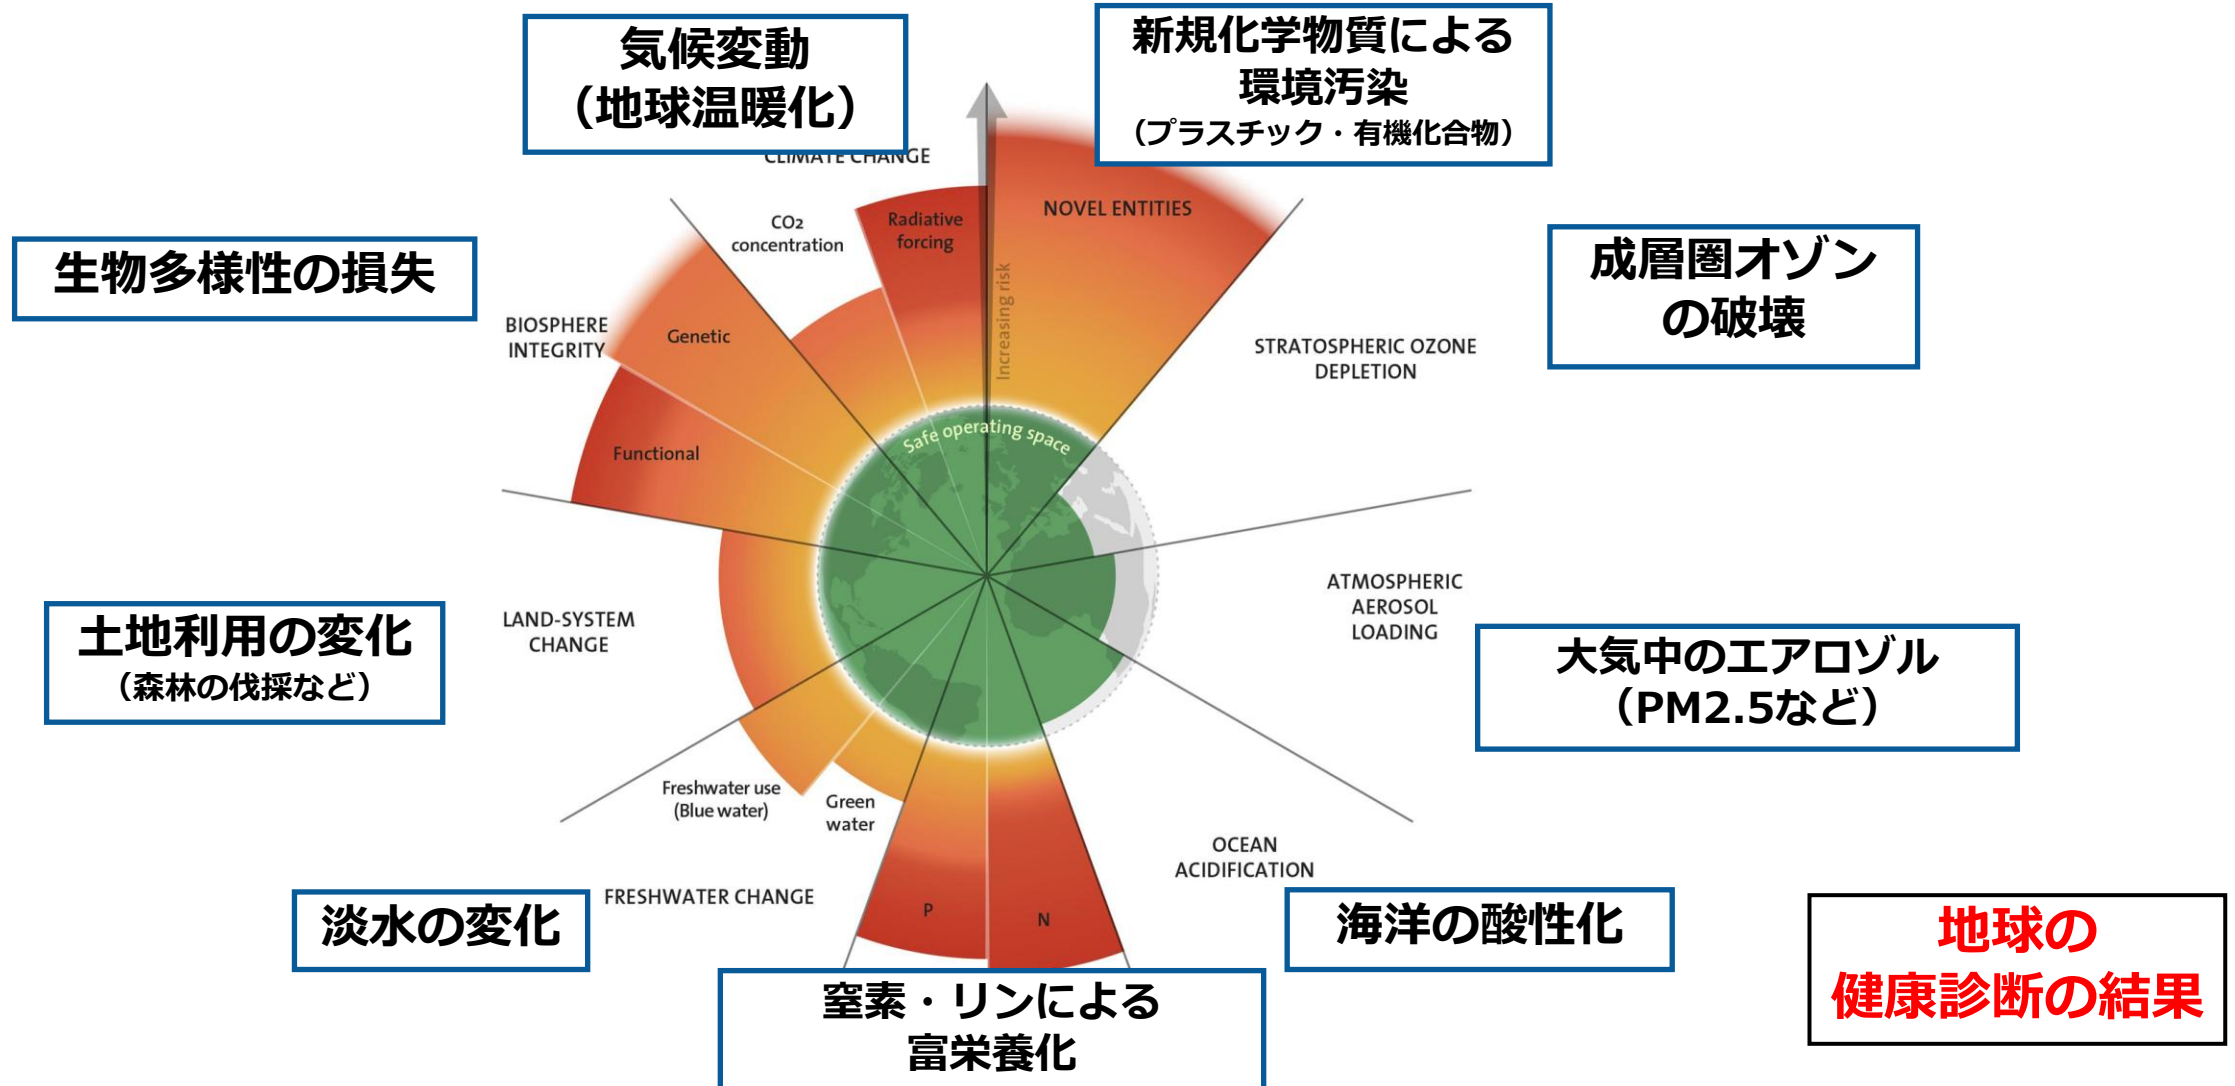 気候変動
（地球温暖化）
新規化学物質による
環境汚染
（プラスチック・有機化合物）
CLIMATE CHANGE
CO2
concentration
Radiative
forcing
NOVEL ENTITIES
Increasing risk
生物多様性の損失
BIOSPHERE
INTEGRITY
Genetic
Functional
成層圏オゾン
の破壊
STRATOSPHERIC OZONE
DEPLETION
Safe operating space
土地利用の変化
（森林の伐採など）
LAND-SYSTEM
CHANGE
ATMOSPHERIC
AEROSOL
LOADING
大気中のエアロゾル
（PM2.5など）
Freshwater use
(Blue water)
Green
water
FRESHWATER CHANGE
淡水の変化
P
N
OCEAN
ACIDIFICATION
海洋の酸性化
窒素・リンによる
富栄養化
地球の
健康診断の結果